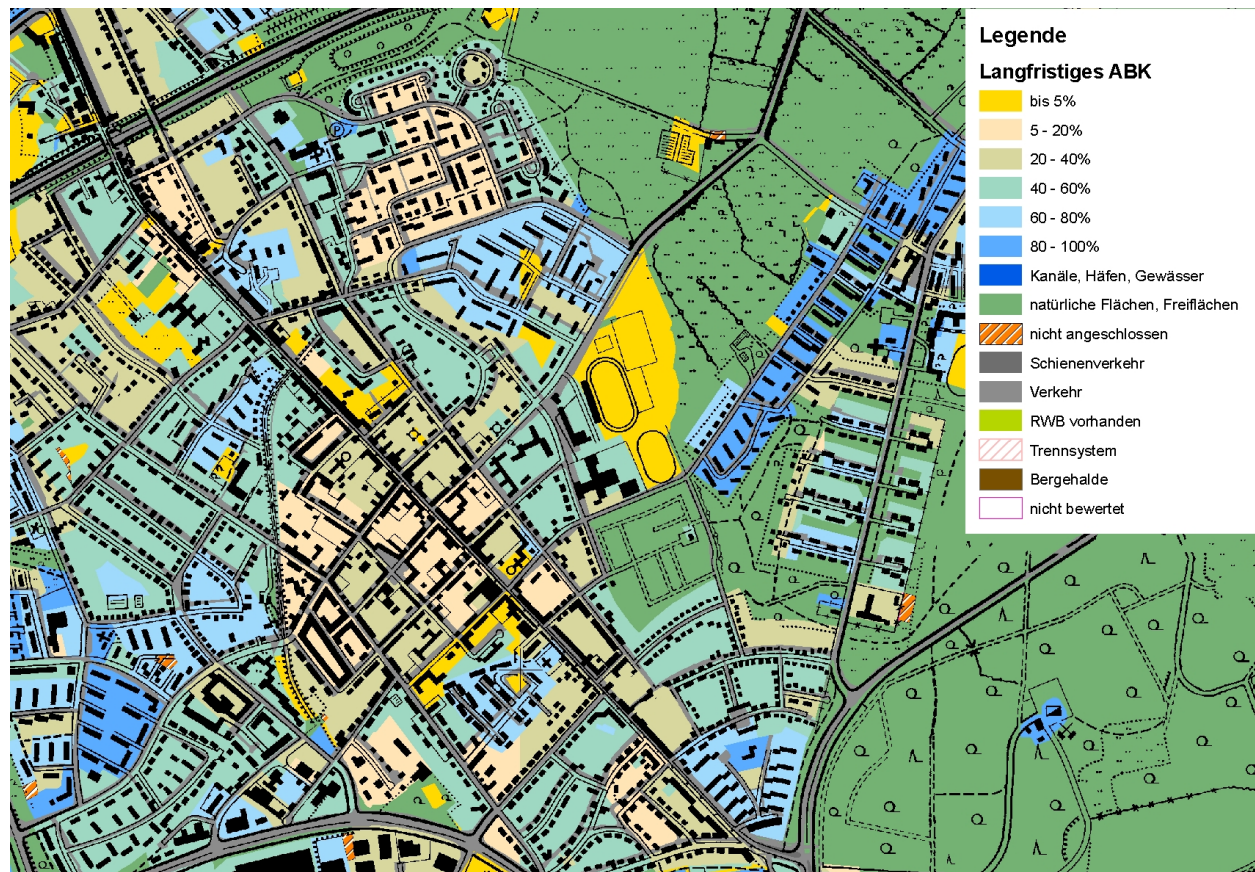 Legende
Langfristiges ABK
bis 5%
5 - 20%
20 - 40%
40 - 60%
60 - 80%
80 - 100%
Kanäle, Häfen, Gewässer
natürliche Flächen, Freiflächen
nicht angeschlossen
Schienenverkehr
Verkehr
RWB vorhanden
Trennsystem
Bergehalde
nicht bewertet
P